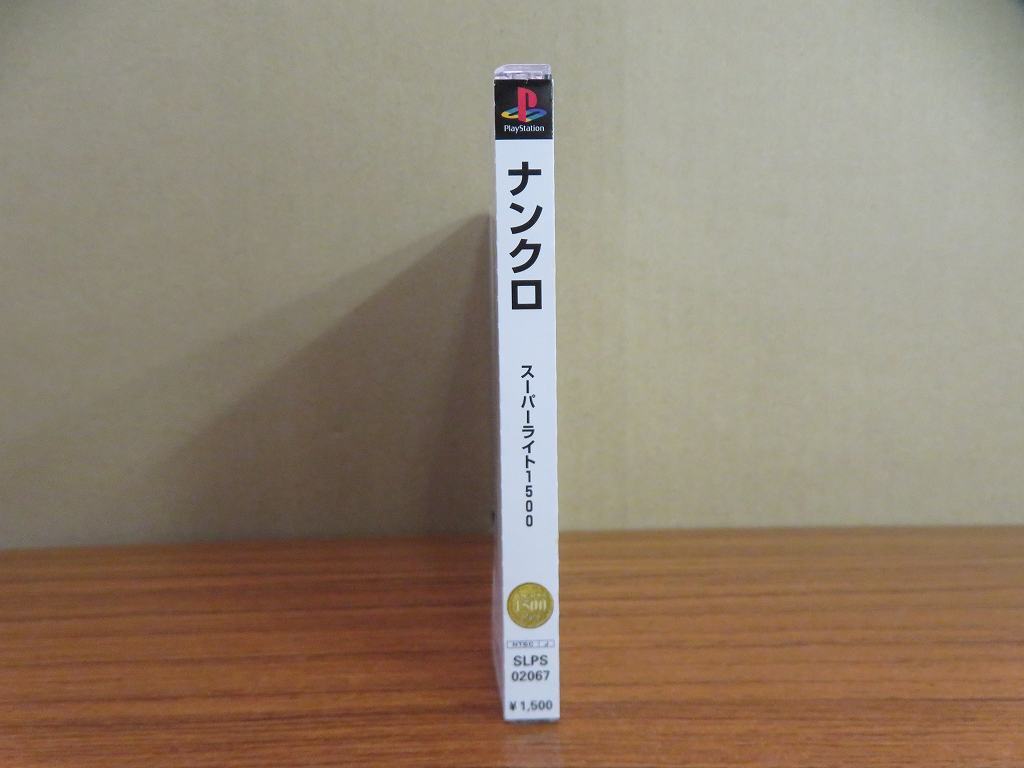 PlayStation
ナンクロ
スーパーライト1500
1500
NTSC J
SLPS
02067
¥1,500